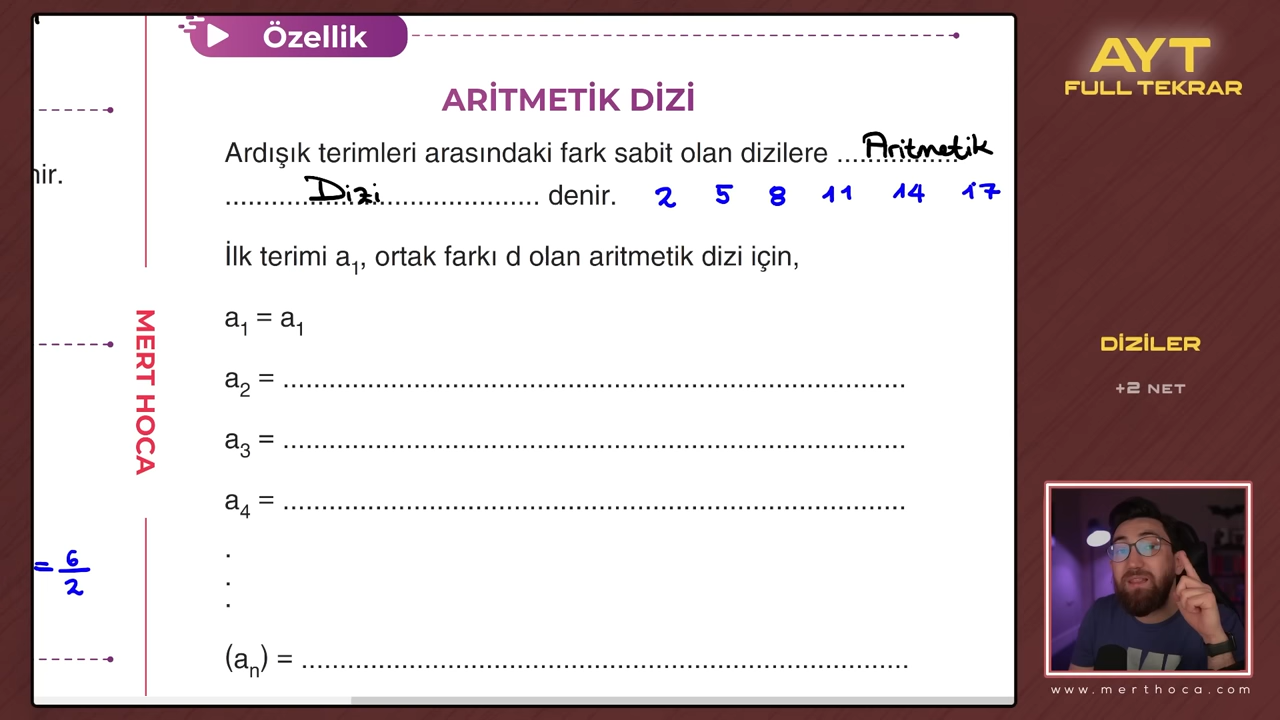 Özellik
ARİTMETİK DİZİ
Ardışık terimleri arasındaki fark sabit olan dizilere ................ Aritmetik
Dizi ........................................ denir. 2 5 8 11 14 17
İlk terimi a₁, ortak farkı d olan aritmetik dizi için,
a₁ = a₁
a₂ = ................................................................................
a₃ = ................................................................................
a₄ = ................................................................................
.
.
.
(aₙ) = ..............................................................................
nir.
= 6/2
MERT HOCA
AYT
FULL TEKRAR
DİZİLER
+2 NET
www.merthoca.com